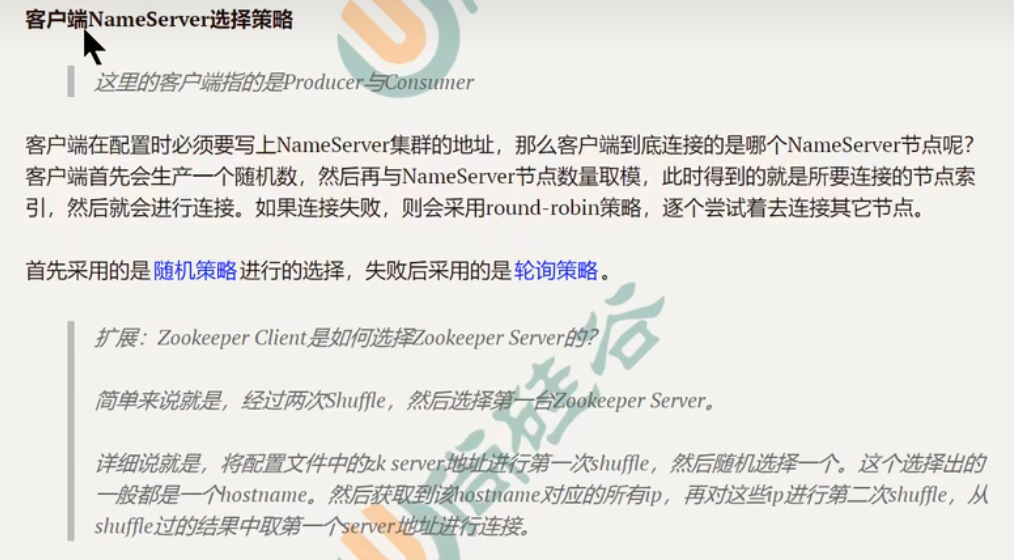 客户端NameServer选择策略
这里的客户端指的是Producer与Consumer
客户端在配置时必须要写上NameServer集群的地址，那么客户端到底连接的是哪个NameServer节点呢？
客户端首先会生产一个随机数，然后再与NameServer节点数量取模，此时得到的就是所要连接的节点索
引，然后就会进行连接。如果连接失败，则会采用round-robin策略，逐个尝试着去连接其它节点。
首先采用的是随机策略进行的选择，失败后采用的是轮询策略。
扩展：Zookeeper Client是如何选择Zookeeper Server的？
简单来说就是，经过两次Shuffle，然后选择第一台Zookeeper Server。
详细说就是，将配置文件中的zk server地址进行第一次shuffle，然后随机选择一个。这个选择出的
一般都是一个hostname。然后获取到该hostname对应的所有ip，再对这些ip进行第二次shuffle，从
shuffle过的结果中取第一个server地址进行连接。
尚硅谷